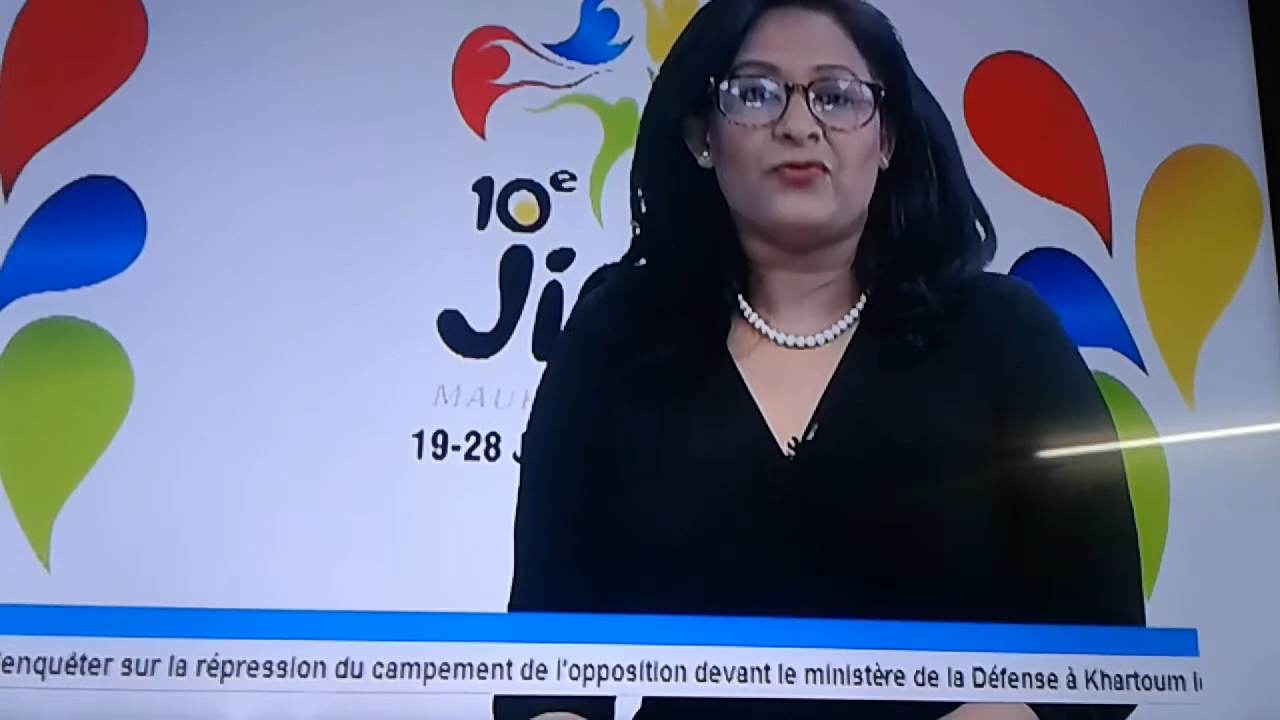 10e
Ji
MAU
19-28 J
enquêter sur la répression du campement de l'opposition devant le ministère de la Défense à Khartoum l